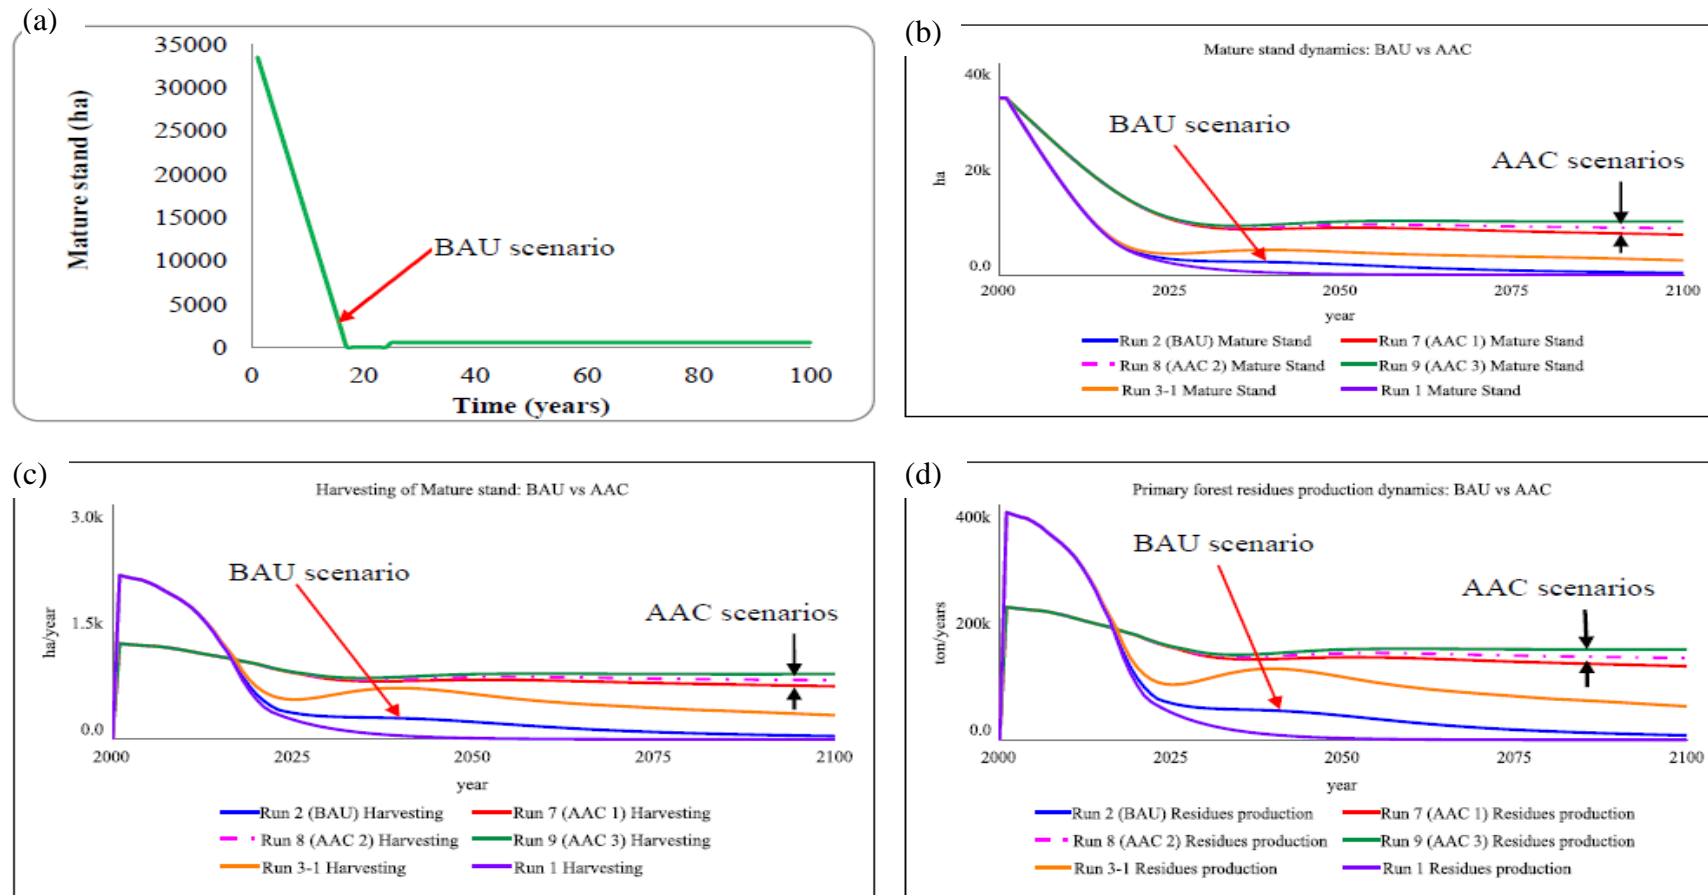 (a)
35000
30000
25000
20000
15000
10000
5000
0
Mature stand (ha)
BAU scenario
0 20 40 60 80 100
Time (years)
(b)
Mature stand dynamics: BAU vs AAC
40k
20k
0.0
ha
BAU scenario
AAC scenarios
2000 2025 2050 2075 2100
year
Run 2 (BAU) Mature Stand Run 7 (AAC 1) Mature Stand
Run 8 (AAC 2) Mature Stand Run 9 (AAC 3) Mature Stand
Run 3-1 Mature Stand Run 1 Mature Stand
(c)
Harvesting of Mature stand: BAU vs AAC
3.0k
1.5k
0.0
ha/year
BAU scenario
AAC scenarios
2000 2025 2050 2075 2100
year
Run 2 (BAU) Harvesting Run 7 (AAC 1) Harvesting
Run 8 (AAC 2) Harvesting Run 9 (AAC 3) Harvesting
Run 3-1 Harvesting Run 1 Harvesting
(d)
Primary forest residues production dynamics: BAU vs AAC
400k
200k
0.0
ton/years
BAU scenario
AAC scenarios
2000 2025 2050 2075 2100
year
Run 2 (BAU) Residues production Run 7 (AAC 1) Residues production
Run 8 (AAC 2) Residues production Run 9 (AAC 3) Residues production
Run 3-1 Residues production Run 1 Residues production